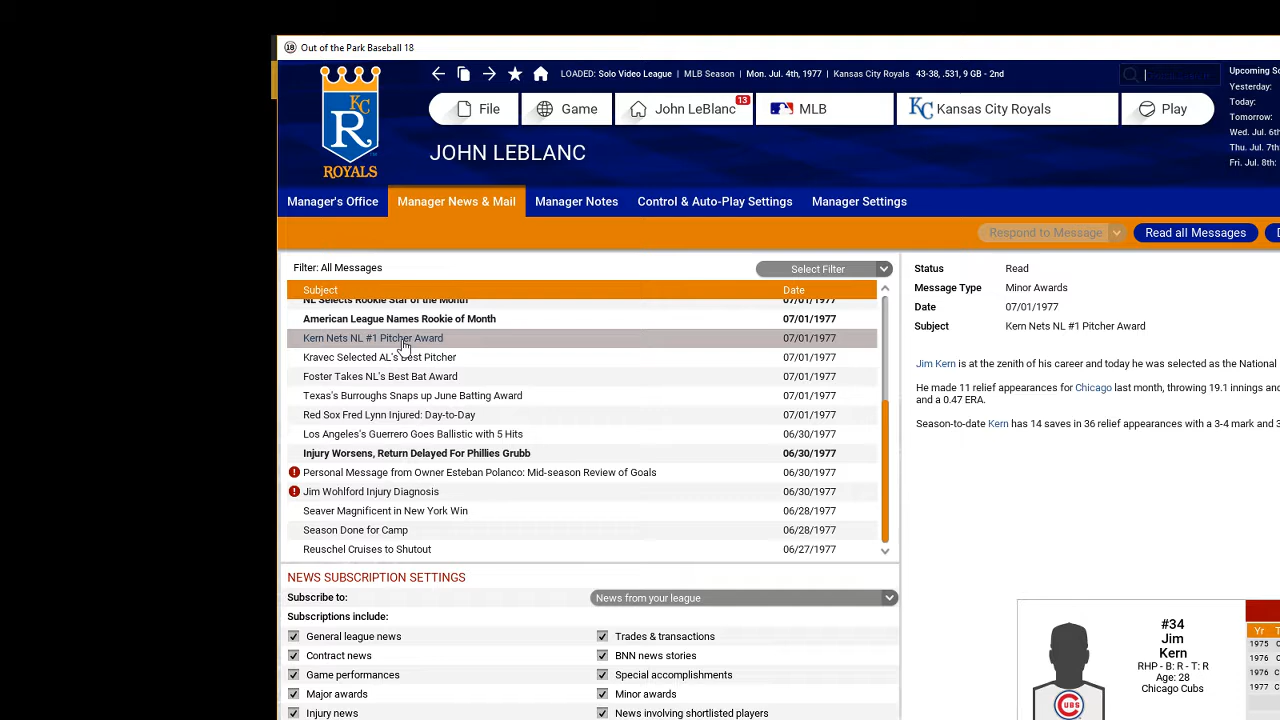 18 Out of the Park Baseball 18
LOADED: Solo Video League | MLB Season | Mon. Jul. 4th, 1977 | Kansas City Royals 43-38, .531, 9 GB - 2nd
Upcoming
Yesterday:
Today:
Tomorrow:
Wed. Jul. 6th
Thu. Jul. 7th
Fri. Jul. 8th:
KC
R
ROYALS
File
Game
John LeBlanc
13
MLB
KC Kansas City Royals
Play
JOHN LEBLANC
Manager's Office
Manager News & Mail
Manager Notes
Control & Auto-Play Settings
Manager Settings
Respond to Message
Read all Messages
Filter: All Messages
Select Filter
Subject Date
NL Selects Rookie Star of the Month 07/01/1977
American League Names Rookie of Month 07/01/1977
Kern Nets NL #1 Pitcher Award 07/01/1977
Kravec Selected AL's Best Pitcher 07/01/1977
Foster Takes NL's Best Bat Award 07/01/1977
Texas's Burroughs Snaps up June Batting Award 07/01/1977
Red Sox Fred Lynn Injured: Day-to-Day 07/01/1977
Los Angeles's Guerrero Goes Ballistic with 5 Hits 06/30/1977
Injury Worsens, Return Delayed For Phillies Grubb 06/30/1977
Personal Message from Owner Esteban Polanco: Mid-season Review of Goals 06/30/1977
Jim Wohlford Injury Diagnosis 06/30/1977
Seaver Magnificent in New York Win 06/28/1977
Season Done for Camp 06/28/1977
Reuschel Cruises to Shutout 06/27/1977
NEWS SUBSCRIPTION SETTINGS
Subscribe to: News from your league
Subscriptions include:
General league news
Trades & transactions
Contract news
BNN news stories
Game performances
Special accomplishments
Major awards
Minor awards
Injury news
News involving shortlisted players
Status Read
Message Type Minor Awards
Date 07/01/1977
Subject Kern Nets NL #1 Pitcher Award
Jim Kern is at the zenith of his career and today he was selected as the National
He made 11 relief appearances for Chicago last month, throwing 19.1 innings and
and a 0.47 ERA.
Season-to-date Kern has 14 saves in 36 relief appearances with a 3-4 mark and 3
CUBS
#34
Jim
Kern
RHP - B: R - T: R
Age: 28
Chicago Cubs
Yr
1975
1976
1976
1977